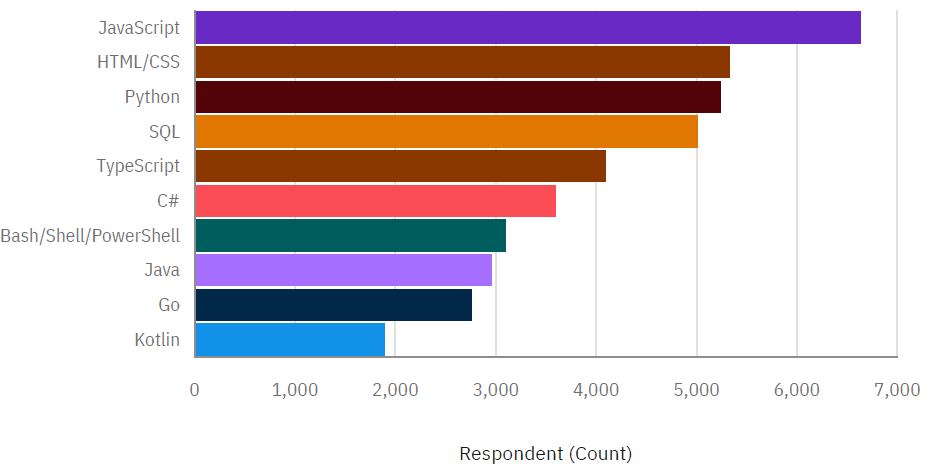 JavaScript
HTML/CSS
Python
SQL
TypeScript
C#
Bash/Shell/PowerShell
Java
Go
Kotlin
0 1,000 2,000 3,000 4,000 5,000 6,000 7,000
Respondent (Count)